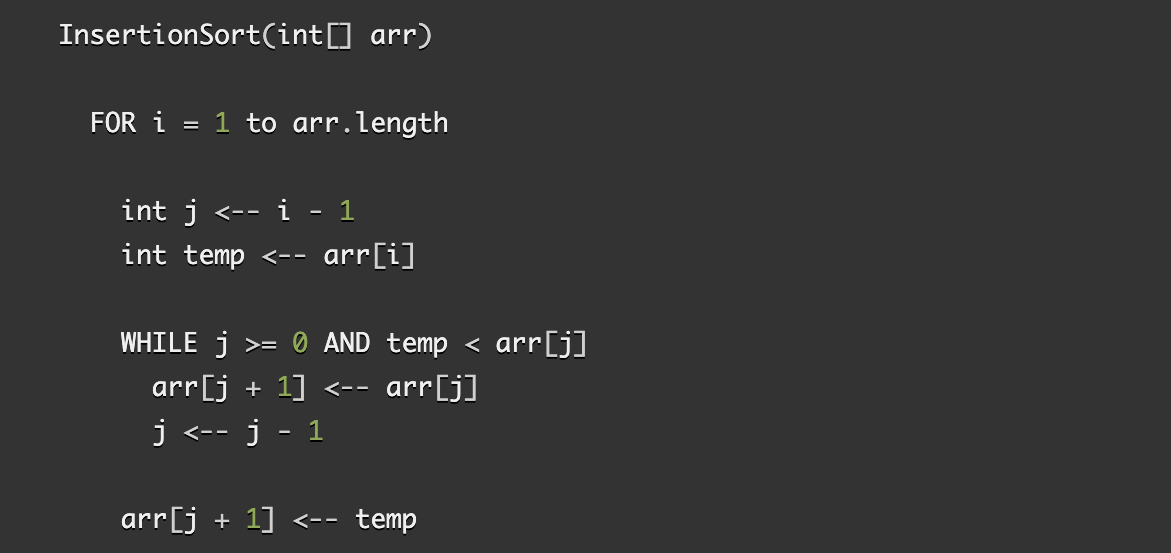 InsertionSort(int[] arr)
FOR i = 1 to arr.length
int j <-- i - 1
int temp <-- arr[i]
WHILE j >= 0 AND temp < arr[j]
arr[j + 1] <-- arr[j]
j <-- j - 1
arr[j + 1] <-- temp